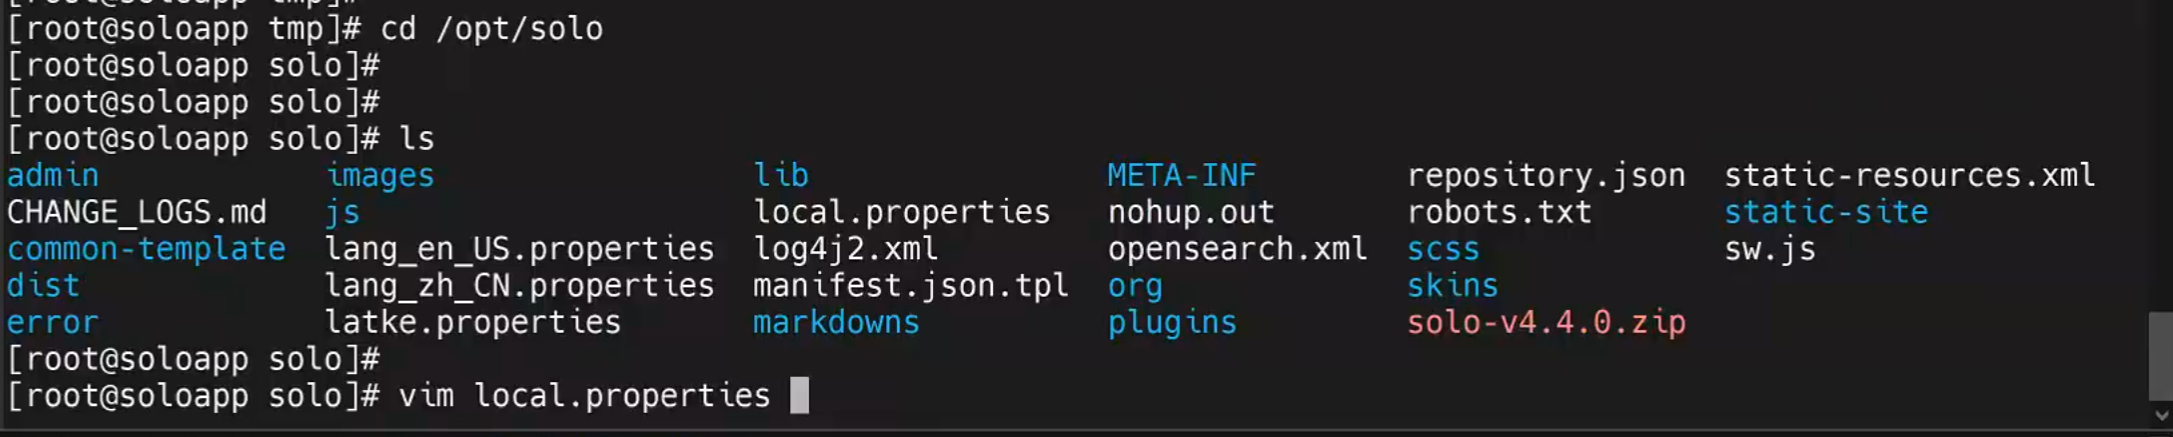 [root@soloapp tmp]#
[root@soloapp tmp]# cd /opt/solo
[root@soloapp solo]#
[root@soloapp solo]#
[root@soloapp solo]# ls
admin images lib META-INF repository.json static-resources.xml
CHANGE_LOGS.md js local.properties nohup.out robots.txt static-site
common-template lang_en_US.properties log4j2.xml opensearch.xml scss sw.js
dist lang_zh_CN.properties manifest.json.tpl org skins
error latke.properties markdowns plugins solo-v4.4.0.zip
[root@soloapp solo]#
[root@soloapp solo]# vim local.properties